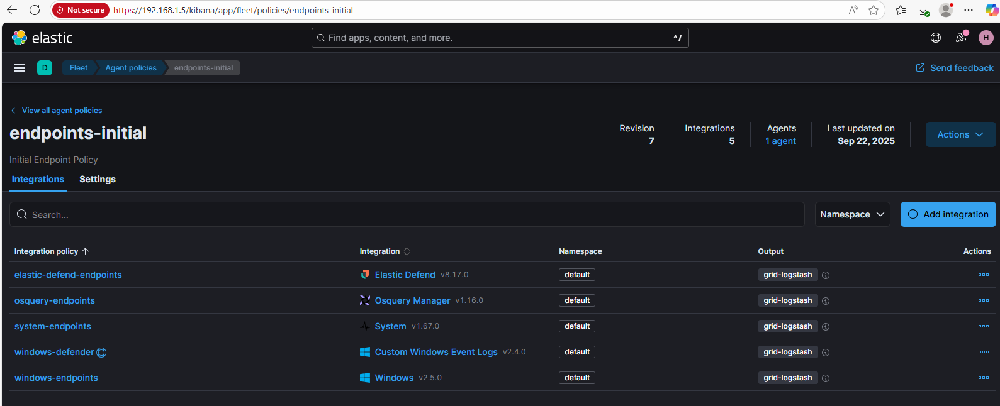 Not secure https://192.168.1.5/kibana/app/fleet/policies/endpoints-initial
elastic Find apps, content, and more. ^/ H
D Fleet Agent policies endpoints-initial Send feedback
View all agent policies
endpoints-initial
Revision Integrations Agents Last updated on
7 5 1 agent Sep 22, 2025
Actions
Initial Endpoint Policy
Integrations Settings
Search... Namespace Add integration
Integration policy Integration Namespace Output Actions
elastic-defend-endpoints Elastic Defend v8.17.0 default grid-logstash
osquery-endpoints Osquery Manager v1.16.0 default grid-logstash
system-endpoints System v1.67.0 default grid-logstash
windows-defender Custom Windows Event Logs v2.4.0 default grid-logstash
windows-endpoints Windows v2.5.0 default grid-logstash